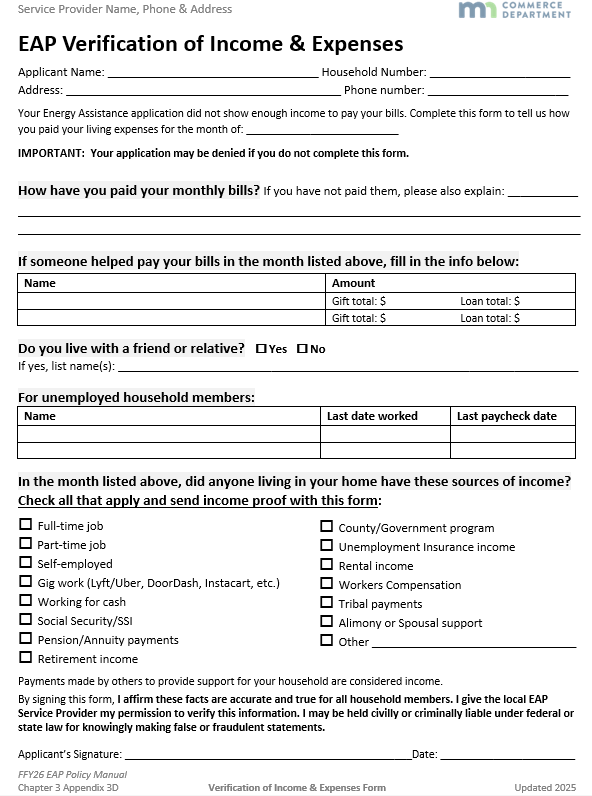 Service Provider Name, Phone & Address
COMMERCE
DEPARTMENT
EAP Verification of Income & Expenses
Applicant Name: ______________________ Household Number: ______________________
Address: ______________________ Phone number: ______________________
Your Energy Assistance application did not show enough income to pay your bills. Complete this form to tell us how
you paid your living expenses for the month of: ______________________
IMPORTANT: Your application may be denied if you do not complete this form.
How have you paid your monthly bills? If you have not paid them, please also explain: ___________
If someone helped pay your bills in the month listed above, fill in the info below:
Name Amount
Gift total: $ Loan total: $
Gift total: $ Loan total: $
Do you live with a friend or relative? ☐ Yes ☐ No
If yes, list name(s): ______________________
For unemployed household members:
Name Last date worked Last paycheck date
In the month listed above, did anyone living in your home have these sources of income?
Check all that apply and send income proof with this form:
☐ Full-time job
☐ Part-time job
☐ Self-employed
☐ Gig work (Lyft/Uber, DoorDash, Instacart, etc.)
☐ Working for cash
☐ Social Security/SSI
☐ Pension/Annuity payments
☐ Retirement income
☐ County/Government program
☐ Unemployment Insurance income
☐ Rental income
☐ Workers Compensation
☐ Tribal payments
☐ Alimony or Spousal support
☐ Other ______________________
Payments made by others to provide support for your household are considered income.
By signing this form, I affirm these facts are accurate and true for all household members. I give the local EAP
Service Provider my permission to verify this information. I may be held civilly or criminally liable under federal or
state law for knowingly making false or fraudulent statements.
Applicant's Signature: ______________________ Date: ______________________
FFY26 EAP Policy Manual
Chapter 3 Appendix 3D Verification of Income & Expenses Form Updated 2025